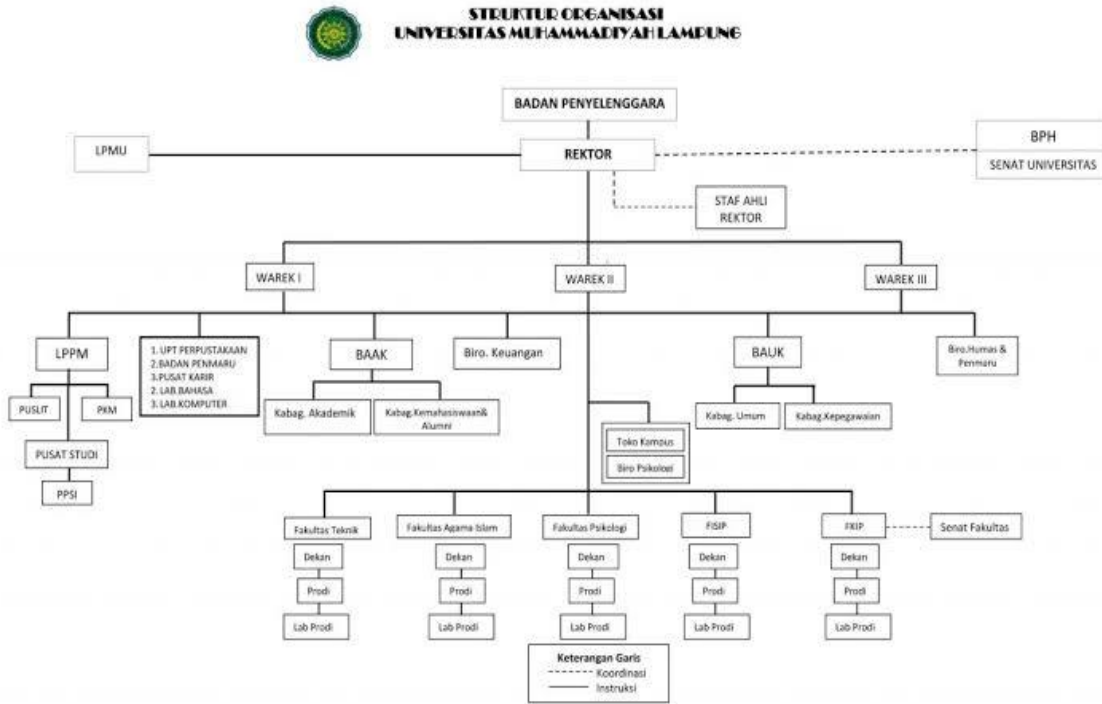 STRUKTUR ORGANISASI
UNIVERSITAS MUHAMMADIYAH LAMPUNG
BADAN PENYELENGGARA
LPMU
REKTOR
BPH
SENAT UNIVERSITAS
STAF AHLI
REKTOR
WAREK I
WAREK II
WAREK III
LPPM
1. UPT PERPUSTAKAAN
2.BADAN PENMARU
3.PUSAT KARIR
2. LAB.BAHASA
3. LAB.KOMPUTER
BAAK
Biro. Keuangan
BAUK
Biro.Humas &
Penmaru
PUSLIT
PKM
Kabag. Akademik
Kabag.Kemahasiswaan&
Alumni
Kabag. Umum
Kabag.Kepegawaian
PUSAT STUDI
PPSI
Toko Kampus
Biro Psikologi
Fakultas Teknik
Fakultas Agama Islam
Fakultas Psikologi
FISIP
FKIP
Senat Fakultas
Dekan
Dekan
Dekan
Dekan
Dekan
Prodi
Prodi
Prodi
Prodi
Prodi
Lab Prodi
Lab Prodi
Lab Prodi
Lab Prodi
Lab Prodi
Keterangan Garis
Koordinasi
Instruksi